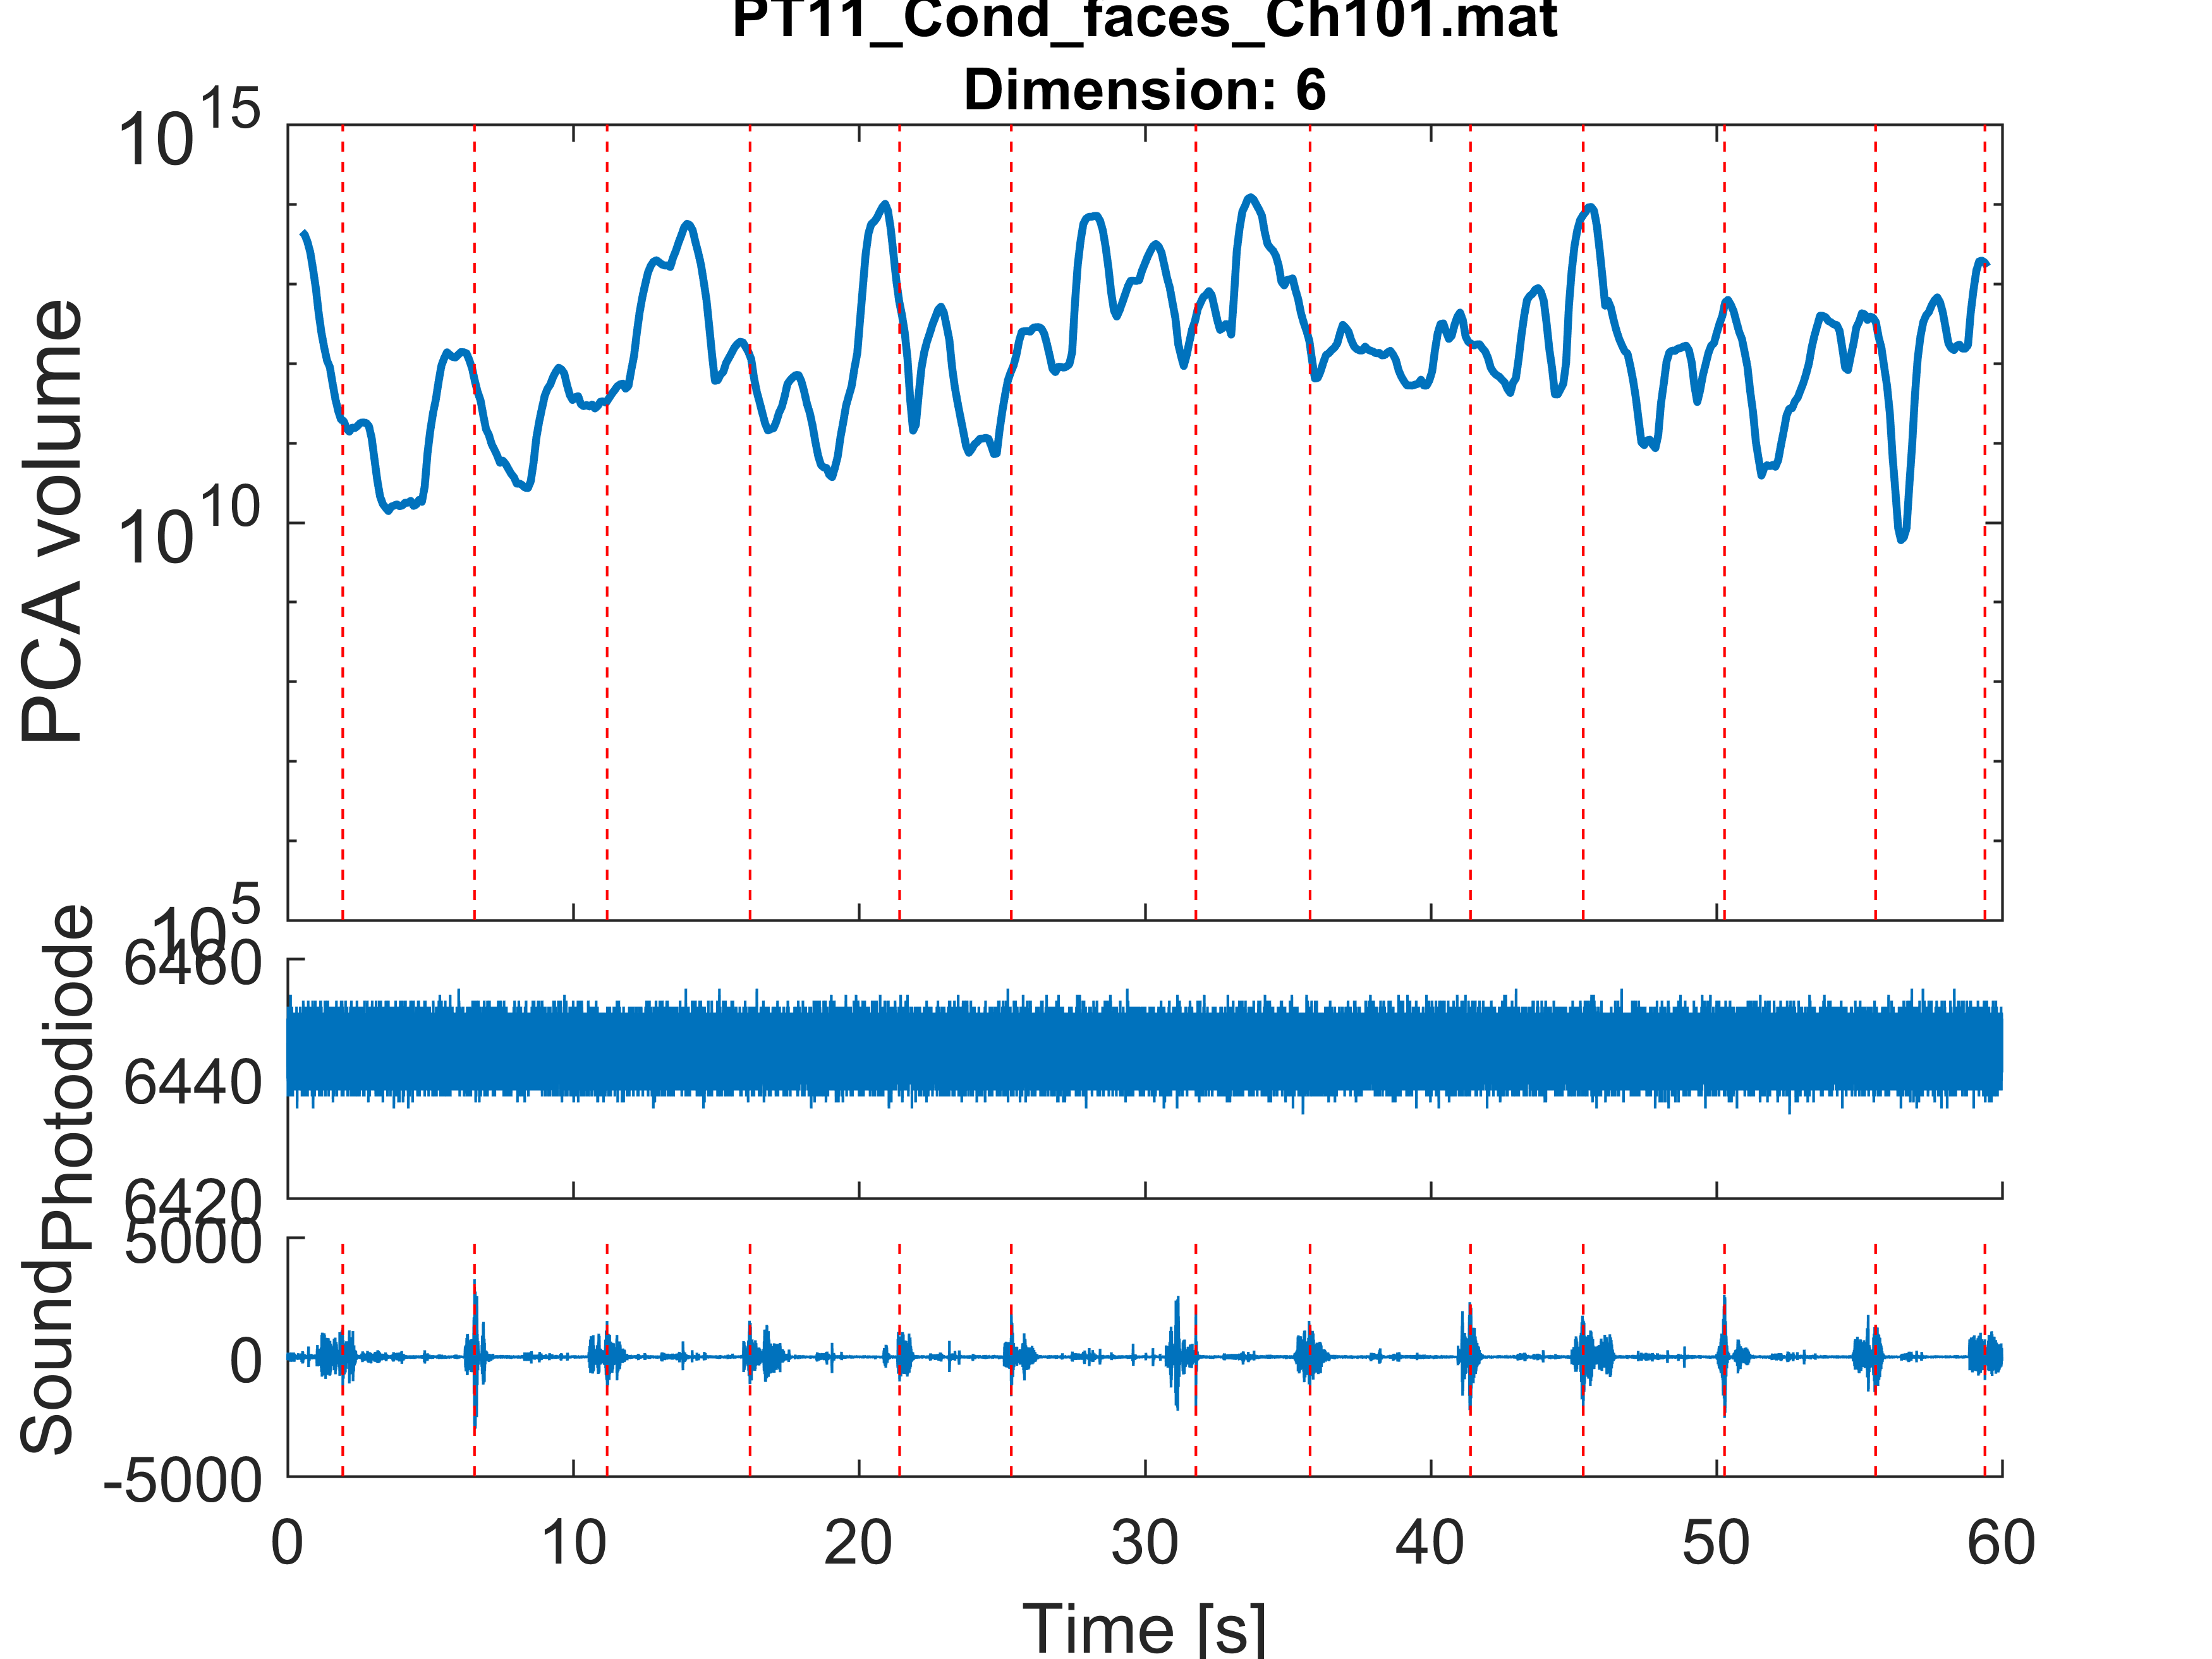 PT11_Cond_faces_Ch101.mat
Dimension: 6
PCA volume
10^15
10^10
10^5
Photodiode
6460
6440
6420
Sound
5000
0
-5000
0 10 20 30 40 50 60
Time [s]